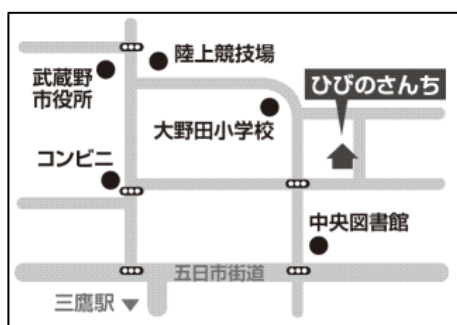 陸上競技場
武蔵野
市役所
ひびのさんち
大野田小学校
コンビニ
中央図書館
五日市街道
三鷹駅